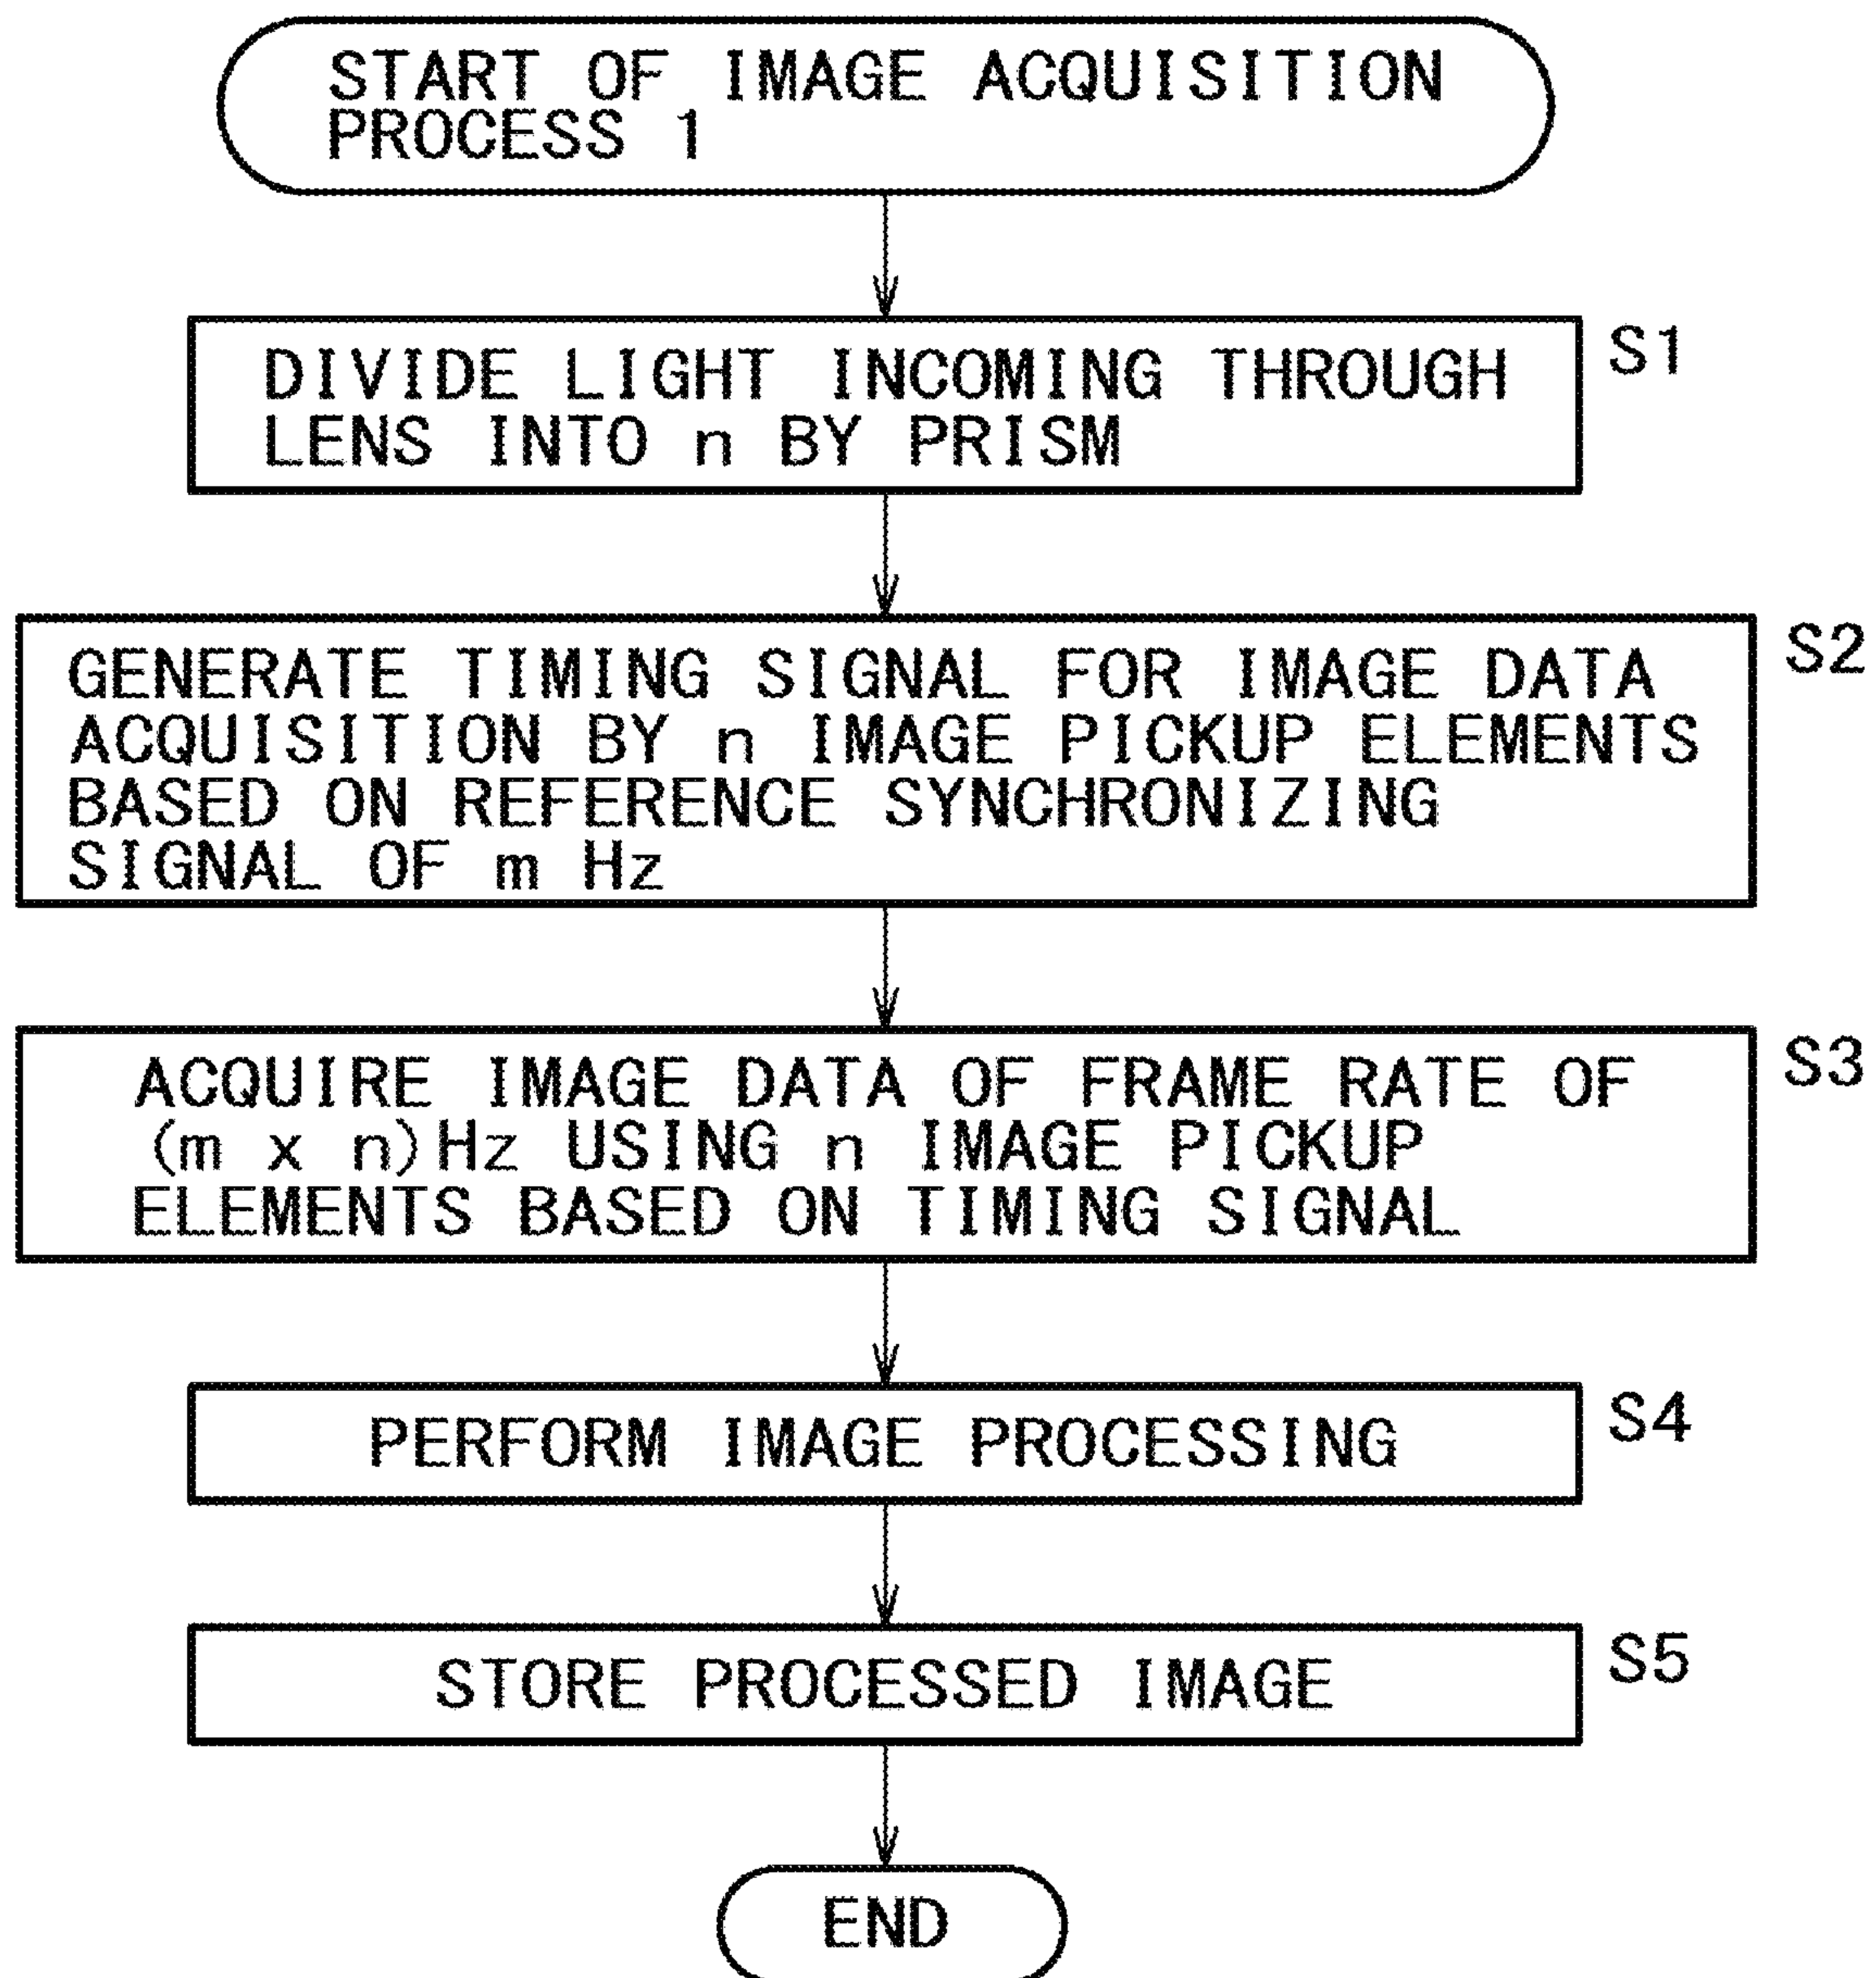 START OF IMAGE ACQUISITION
PROCESS 1
DIVIDE LIGHT INCOMING THROUGH
LENS INTO n BY PRISM
S1
GENERATE TIMING SIGNAL FOR IMAGE DATA
ACQUISITION BY n IMAGE PICKUP ELEMENTS
BASED ON REFERENCE SYNCHRONIZING
SIGNAL OF m Hz
S2
ACQUIRE IMAGE DATA OF FRAME RATE OF
(m x n)Hz USING n IMAGE PICKUP
ELEMENTS BASED ON TIMING SIGNAL
S3
PERFORM IMAGE PROCESSING
S4
STORE PROCESSED IMAGE
S5
END